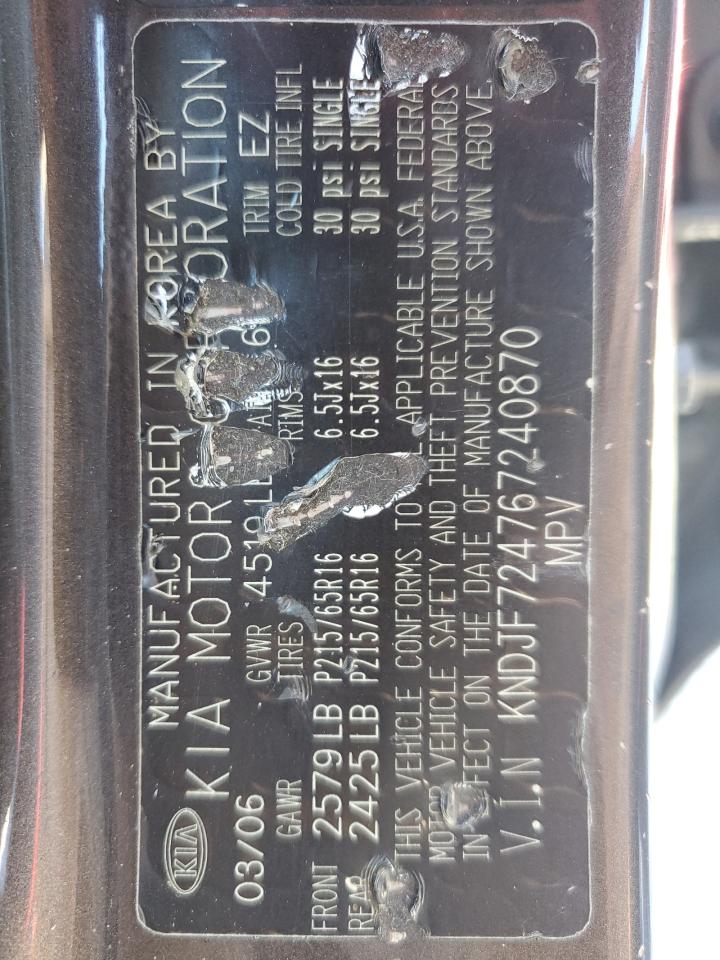 KIA
MANUFACTURED IN KOREA BY
KIA MOTOR
03/06 GVWR 4519 LB 6 TRIM EZ
GAWR TIRES RIMS COLD TIRE INFL
FRONT 2579 LB P215/65R16 6.5Jx16 30 psi SINGLE
REAR 2425 LB P215/65R16 6.5Jx16 30 psi SINGLE
THIS VEHICLE CONFORMS TO APPLICABLE U.S.A. FEDERAL
MOTOR VEHICLE SAFETY AND THEFT PREVENTION STANDARDS
IN EFFECT ON THE DATE OF MANUFACTURE SHOWN ABOVE.
V.I.N KNDJF724767240870
MPV